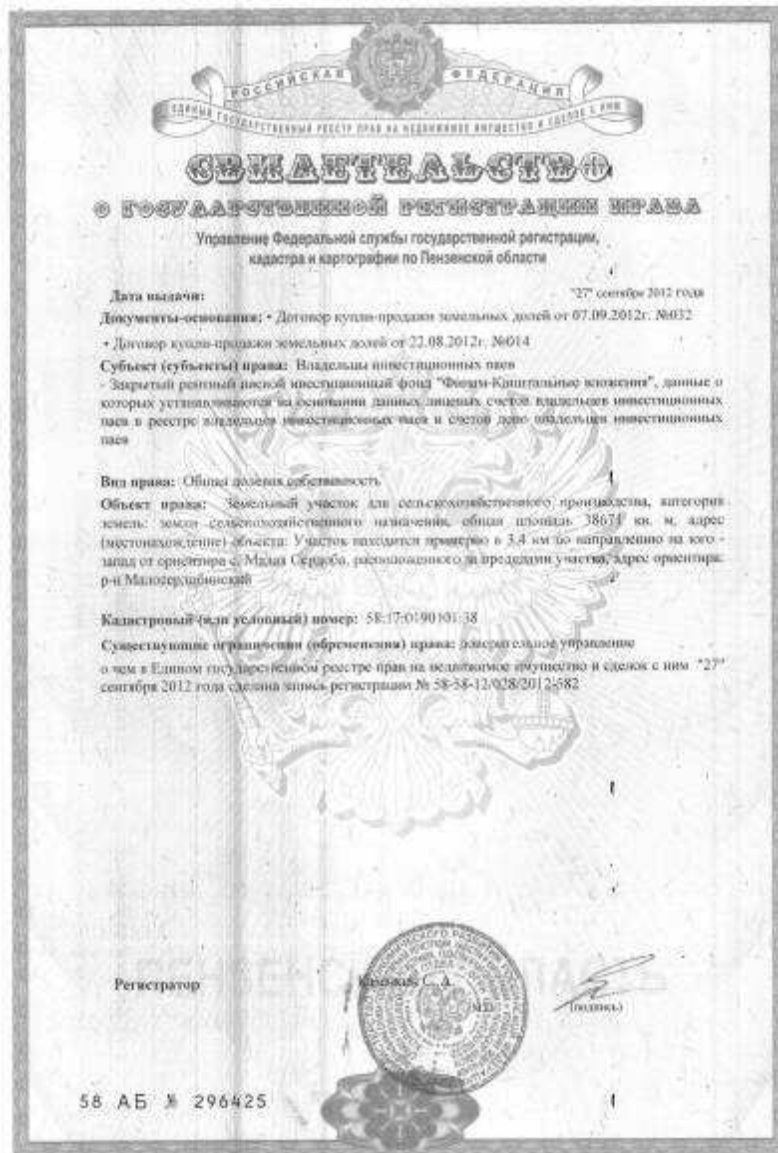 РОССИЙСКАЯ ФЕДЕРАЦИЯ
ЕДИНЫЙ ГОСУДАРСТВЕННЫЙ РЕЕСТР ПРАВ НА НЕДВИЖИМОЕ ИМУЩЕСТВО И СДЕЛОК С НИМ
СВИДЕТЕЛЬСТВО
О ГОСУДАРСТВЕННОЙ РЕГИСТРАЦИИ ПРАВА
Управление Федеральной службы государственной регистрации,
кадастра и картографии по Пензенской области
Дата выдачи: "27" сентября 2012 года
Документы-основания: • Договор купли-продажи земельных долей от 07.09.2012г. №032
• Договор купли-продажи земельных долей от 22.08.2012г. №014
Субъект (субъекты) права: Владельцы инвестиционных паев
- Закрытый рентный паевой инвестиционный фонд "Финам-Капитальные вложения", данные о
которых устанавливаются на основании данных лицевых счетов владельцев инвестиционных
паев в реестре владельцев инвестиционных паев и счетов депо владельцев инвестиционных
паев
Вид права: Общая долевая собственность
Объект права: Земельный участок для сельскохозяйственного производства, категория
земель: земли сельскохозяйственного назначения, общая площадь 38671 кв. м, адрес
(местонахождение) объекта: Участок находится примерно в 3,4 км по направлению на юго -
запад от ориентира с. Малая Сердоба, расположенного за пределами участка, адрес ориентира:
р-н Малосердобинский
Кадастровый (или условный) номер: 58:17:0190101:38
Существующие ограничения (обременения) права: доверительное управление
о чем в Едином государственном реестре прав на недвижимое имущество и сделок с ним "27"
сентября 2012 года сделана запись регистрации № 58-58-12/028/2012-582
Регистратор С. А.
М.П.
(подпись)
58 АБ № 296425